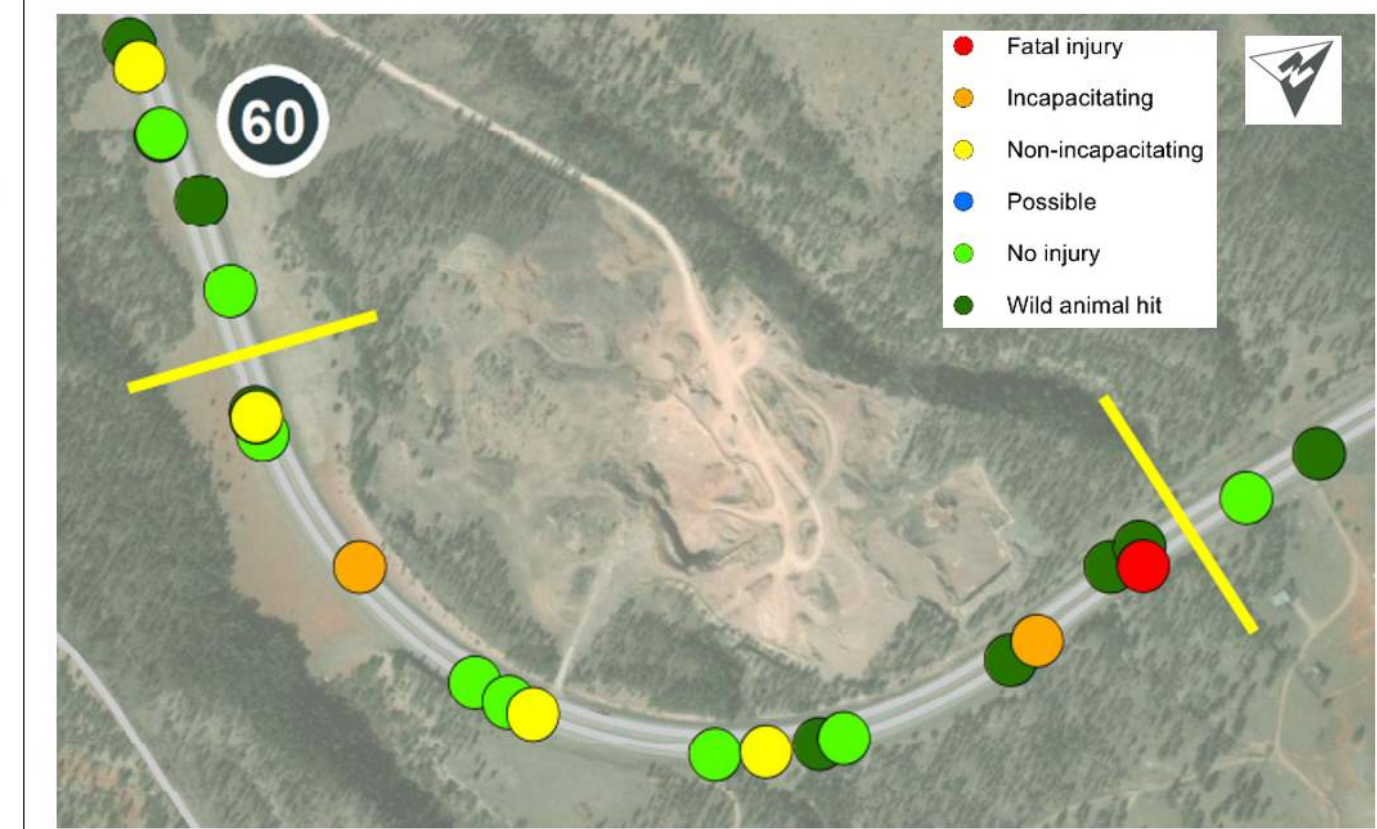 60
Fatal injury
Incapacitating
Non-incapacitating
Possible
No injury
Wild animal hit
N